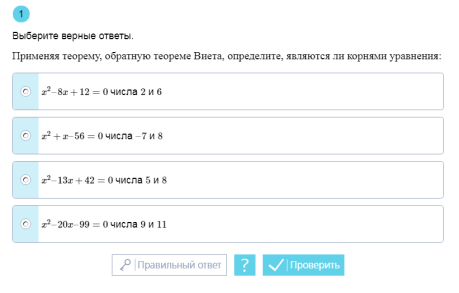 1
Выберите верные ответы.
Применяя теорему, обратную теореме Виета, определите, являются ли корнями уравнения:
x²–8x + 12 = 0 числа 2 и 6
x² + x–56 = 0 числа –7 и 8
x²–13x + 42 = 0 числа 5 и 8
x²–20x–99 = 0 числа 9 и 11
Правильный ответ ? Проверить